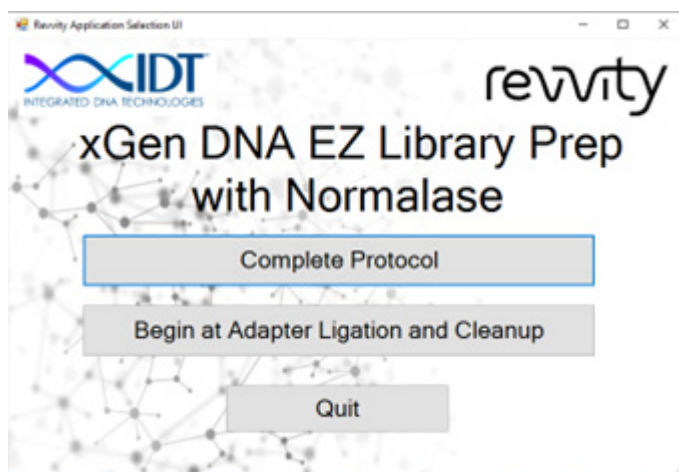 Revvity Application Selection UI
IDT
INTEGRATED DNA TECHNOLOGIES
revvity
xGen DNA EZ Library Prep
with Normalase
Complete Protocol
Begin at Adapter Ligation and Cleanup
Quit